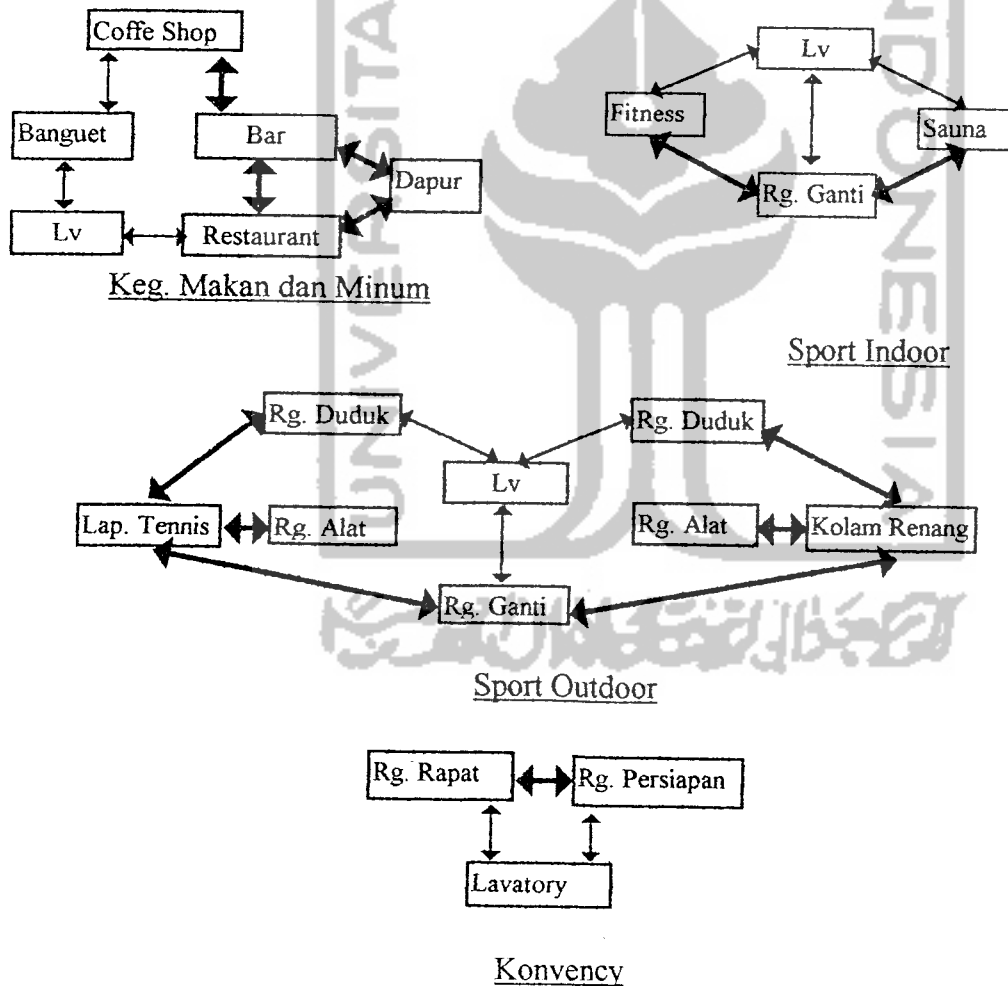 Coffe Shop
Banguet
Bar
Dapur
Lv
Restaurant
Keg. Makan dan Minum
Lv
Fitness
Sauna
Rg. Ganti
Sport Indoor
Rg. Duduk
Rg. Duduk
Lv
Lap. Tennis
Rg. Alat
Rg. Alat
Kolam Renang
Rg. Ganti
Sport Outdoor
Rg. Rapat
Rg. Persiapan
Lavatory
Konvency
UNIVERSITA
INDONESIA